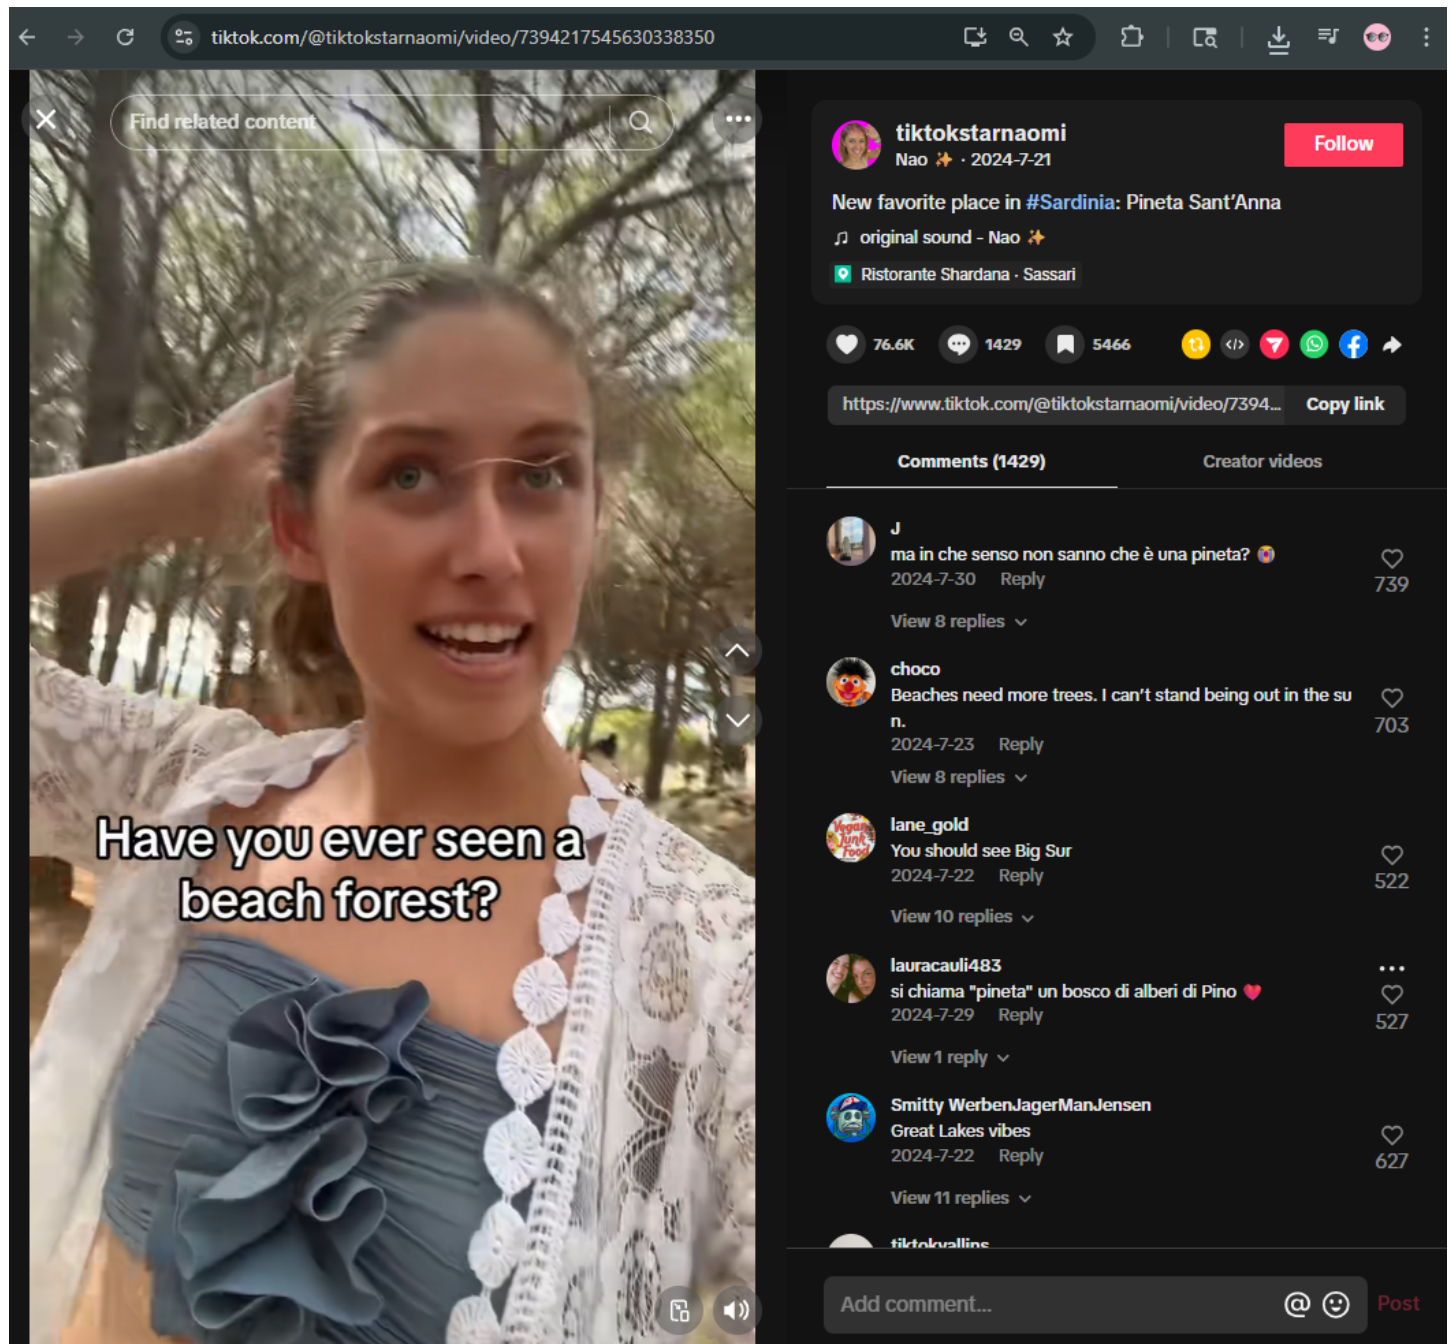 tiktok.com/@tiktokstarnaomi/video/7394217545630338350
Find related content
Have you ever seen a
beach forest?
tiktokstarnaomi
Nao ✨ · 2024-7-21
Follow
New favorite place in #Sardinia: Pineta Sant'Anna
original sound - Nao ✨
Ristorante Shardana · Sassari
76.6K
1429
5466
https://www.tiktok.com/@tiktokstarnaomi/video/7394...
Copy link
Comments (1429)
Creator videos
J
ma in che senso non sanno che è una pineta? 😭
2024-7-30 Reply
739
View 8 replies
choco
Beaches need more trees. I can't stand being out in the su
n.
703
2024-7-23 Reply
View 8 replies
Vegan
Junk
Food
lane_gold
You should see Big Sur
2024-7-22 Reply
522
View 10 replies
lauracauli483
si chiama "pineta" un bosco di alberi di Pino ❤️
2024-7-29 Reply
527
View 1 reply
Smitty WerbenJagerManJensen
Great Lakes vibes
2024-7-22 Reply
627
View 11 replies
tiktokvallins
Add comment...
@
Post